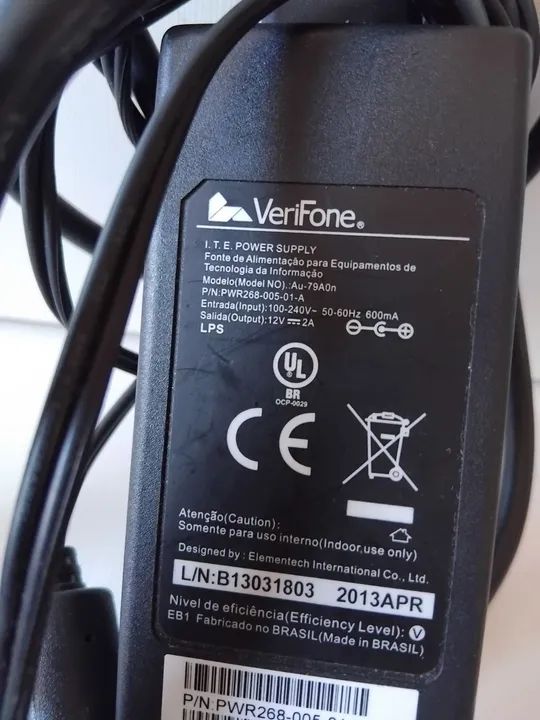 VeriFone®
I.T.E. POWER SUPPLY
Fonte de Alimentação para Equipamentos de
Tecnologia da Informação
Modelo(Model NO).:Au-79A0n
P/N:PWR268-005-01-A
Entrada(Input):100-240V~ 50-60Hz 600mA
Salida(Output):12V⎓2A
LPS
UL®
BR
OCP-0029
CE
Atenção(Caution):
Somente para uso interno(Indoor,use only)
Designed by : Elementech International Co., Ltd.
L/N:B13031803 2013APR
Nivel de eficiência(Efficiency Level): V
EB1 Fabricado no BRASIL(Made in BRASIL)
P/N:PWR268-005-